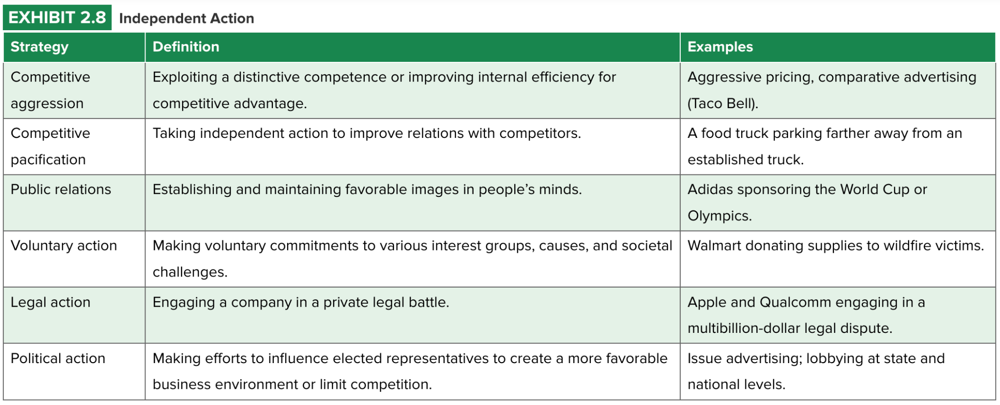 EXHIBIT 2.8 Independent Action
Strategy Definition Examples
Competitive aggression
Exploiting a distinctive competence or improving internal efficiency for
competitive advantage.
Aggressive pricing, comparative advertising
(Taco Bell).
Competitive
pacification
Taking independent action to improve relations with competitors.
A food truck parking farther away from an
established truck.
Public relations
Establishing and maintaining favorable images in people’s minds.
Adidas sponsoring the World Cup or
Olympics.
Voluntary action
Making voluntary commitments to various interest groups, causes, and societal
challenges.
Walmart donating supplies to wildfire victims.
Legal action
Engaging a company in a private legal battle.
Apple and Qualcomm engaging in a
multibillion-dollar legal dispute.
Political action
Making efforts to influence elected representatives to create a more favorable
business environment or limit competition.
Issue advertising; lobbying at state and
national levels.